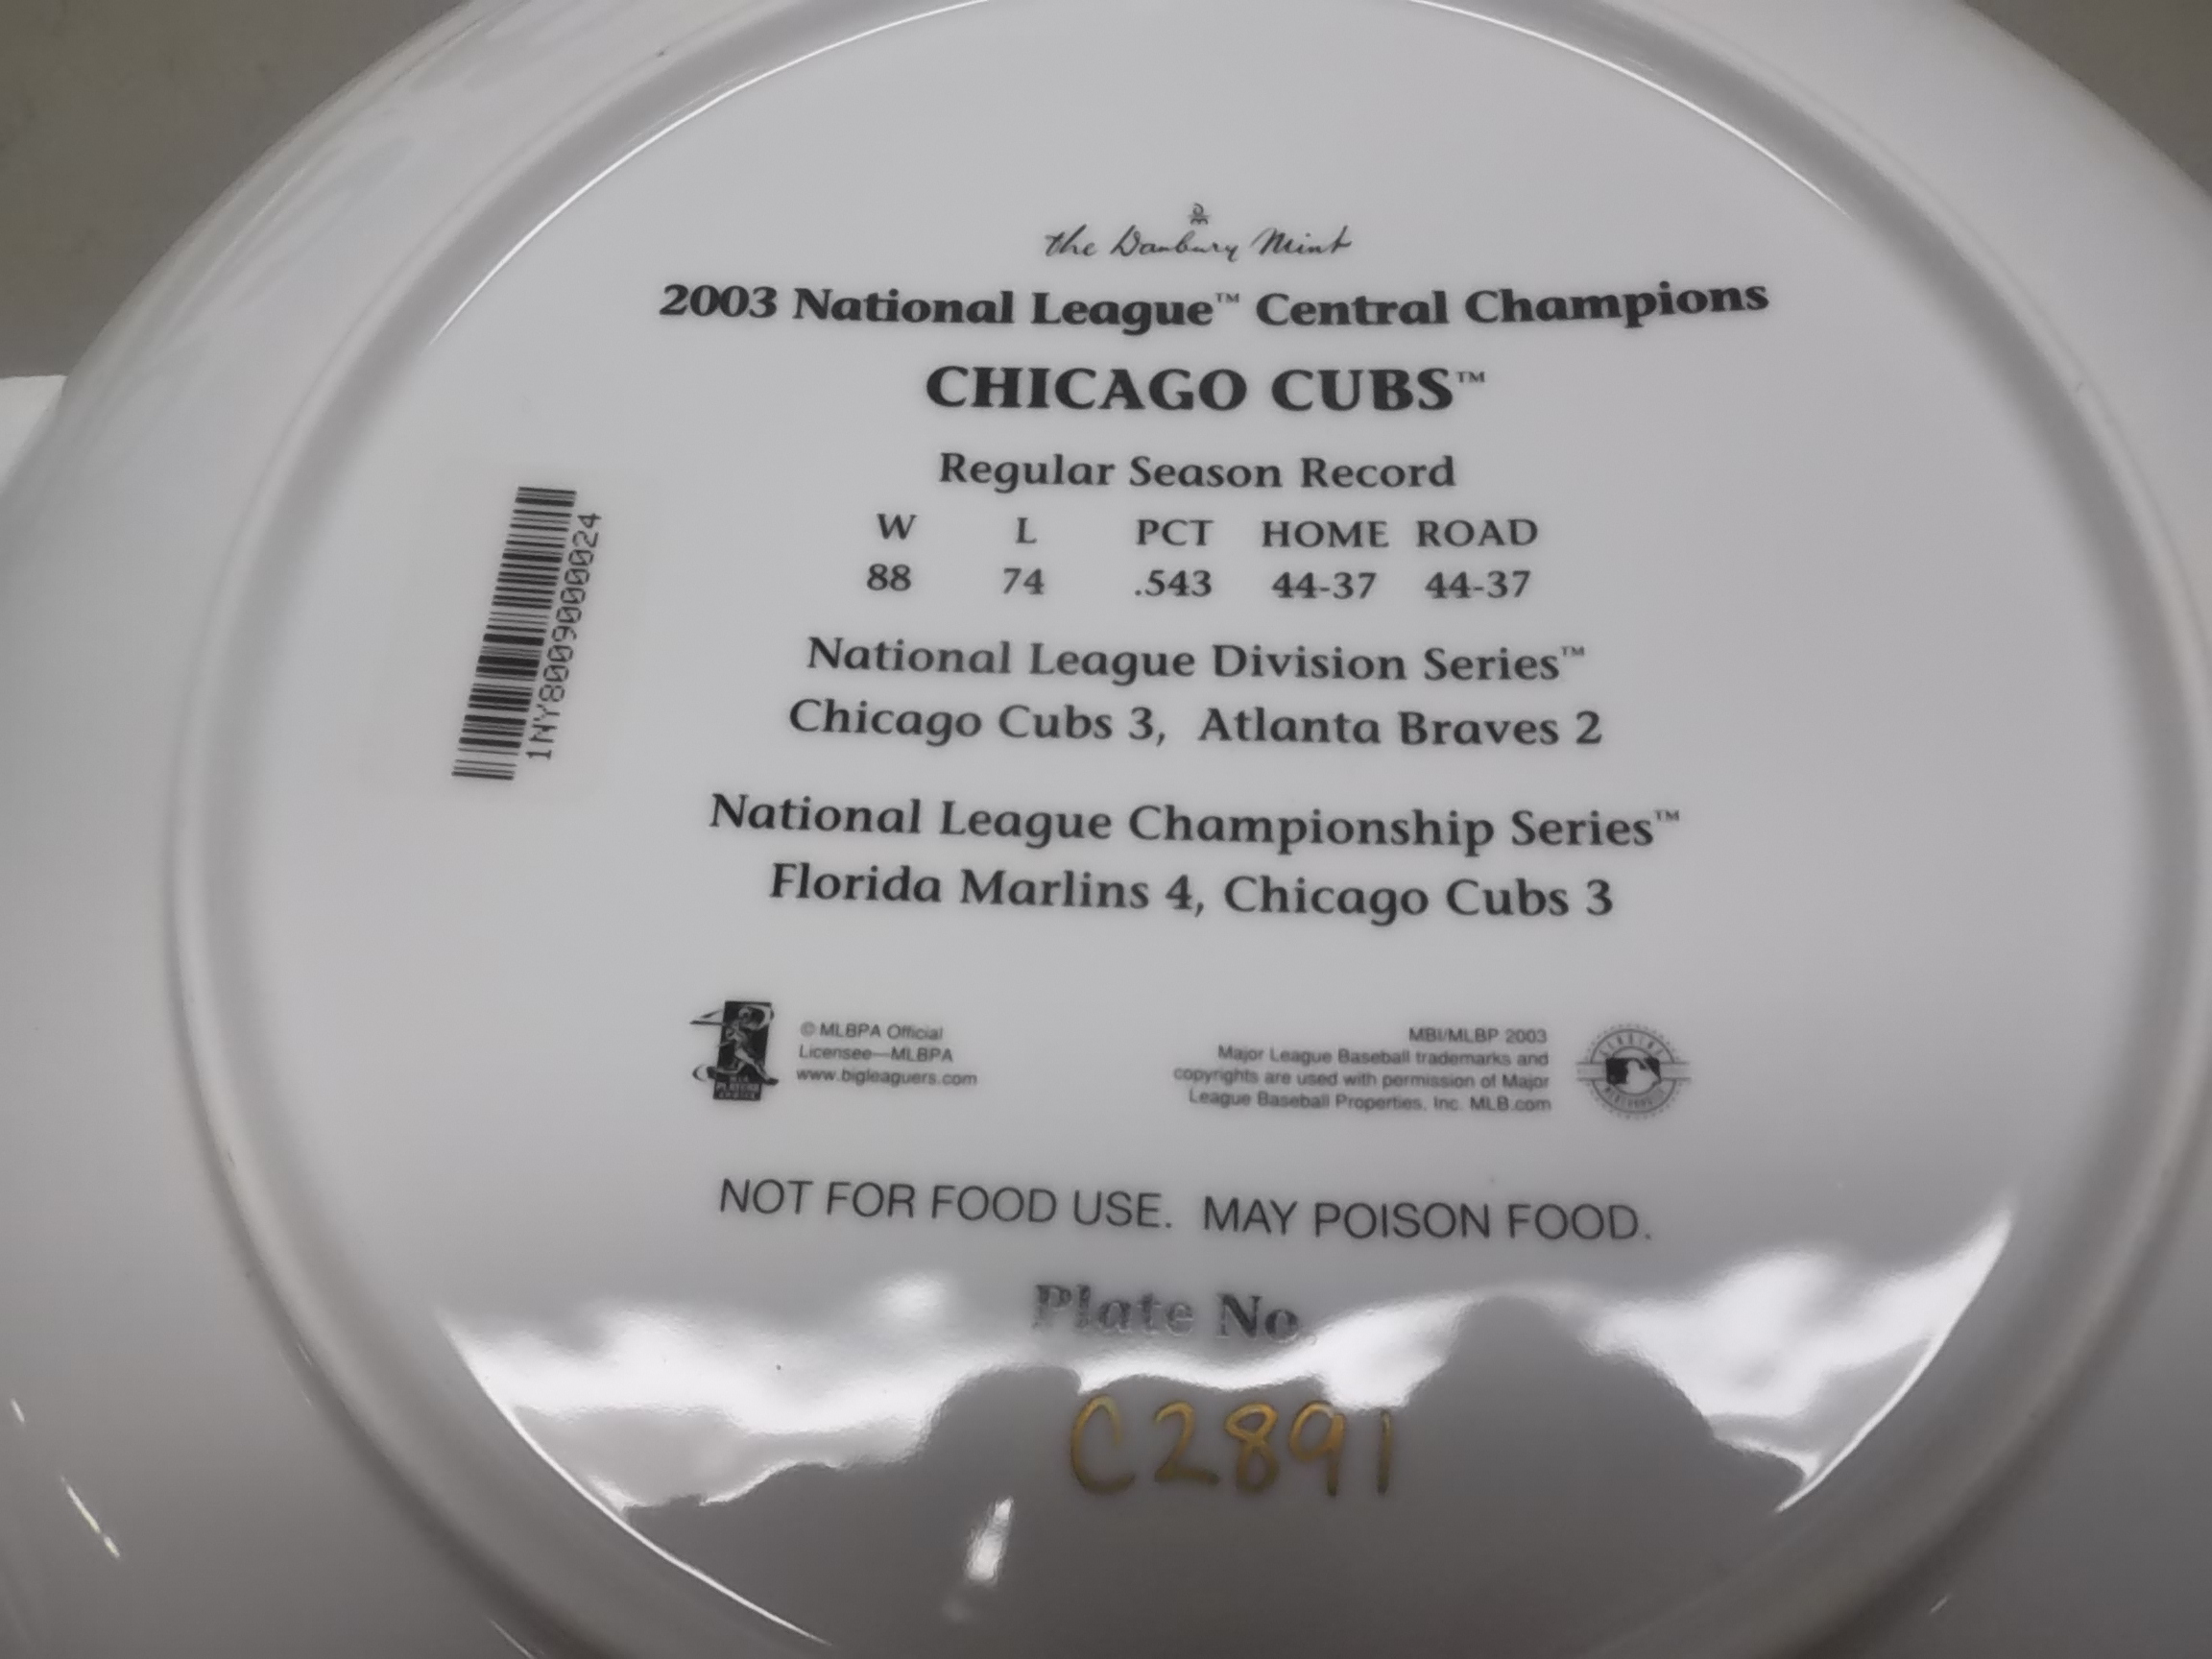 the Danbury Mint
2003 National League™ Central Champions
CHICAGO CUBS™
Regular Season Record
W L PCT HOME ROAD
88 74 .543 44-37 44-37
National League Division Series™
Chicago Cubs 3, Atlanta Braves 2
National League Championship Series™
Florida Marlins 4, Chicago Cubs 3
1NY8009000024
© MLBPA Official
Licensee—MLBPA
www.bigleaguers.com
MBI/MLBP 2003
Major League Baseball trademarks and
copyrights are used with permission of Major
League Baseball Properties, Inc. MLB.com
NOT FOR FOOD USE. MAY POISON FOOD.
Plate No.
C2891